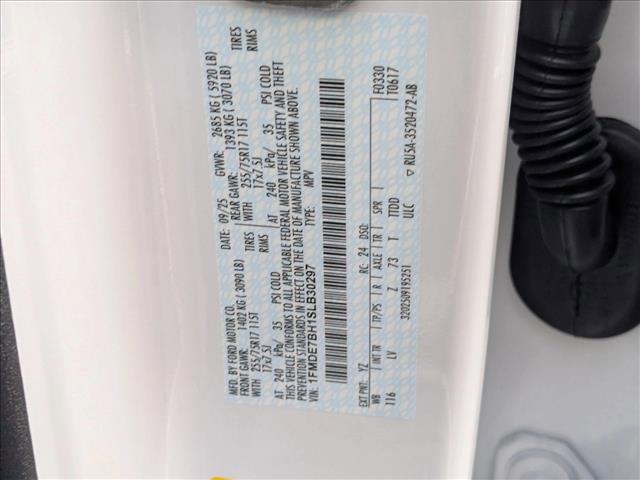 MFD. BY FORD MOTOR CO.
DATE: 09/25 GVWR: 2685 KG ( 5920 LB)
FRONT GAWR: 1402 KG ( 3090 LB) REAR GAWR: 1393 KG ( 3070 LB)
WITH 255/75R17 115T TIRES WITH 255/75R17 115T TIRES
17x7.5J RIMS 17x7.5J RIMS
AT 240 kPa/ 35 PSI COLD AT 240 kPa/ 35 PSI COLD
THIS VEHICLE CONFORMS TO ALL APPLICABLE FEDERAL MOTOR VEHICLE SAFETY AND THEFT
PREVENTION STANDARDS IN EFFECT ON THE DATE OF MANUFACTURE SHOWN ABOVE.
VIN: 1FMDE7BH1SLB30297 TYPE: MPV
EXT PNT: YZ RC: 24 DSO: F0330
WB INT TR TP/PS R AXLE TR SPR T0617
116 LV Z 73 T TTDD
ULC
3202509195251 ▽ RU5A-3520472-AB